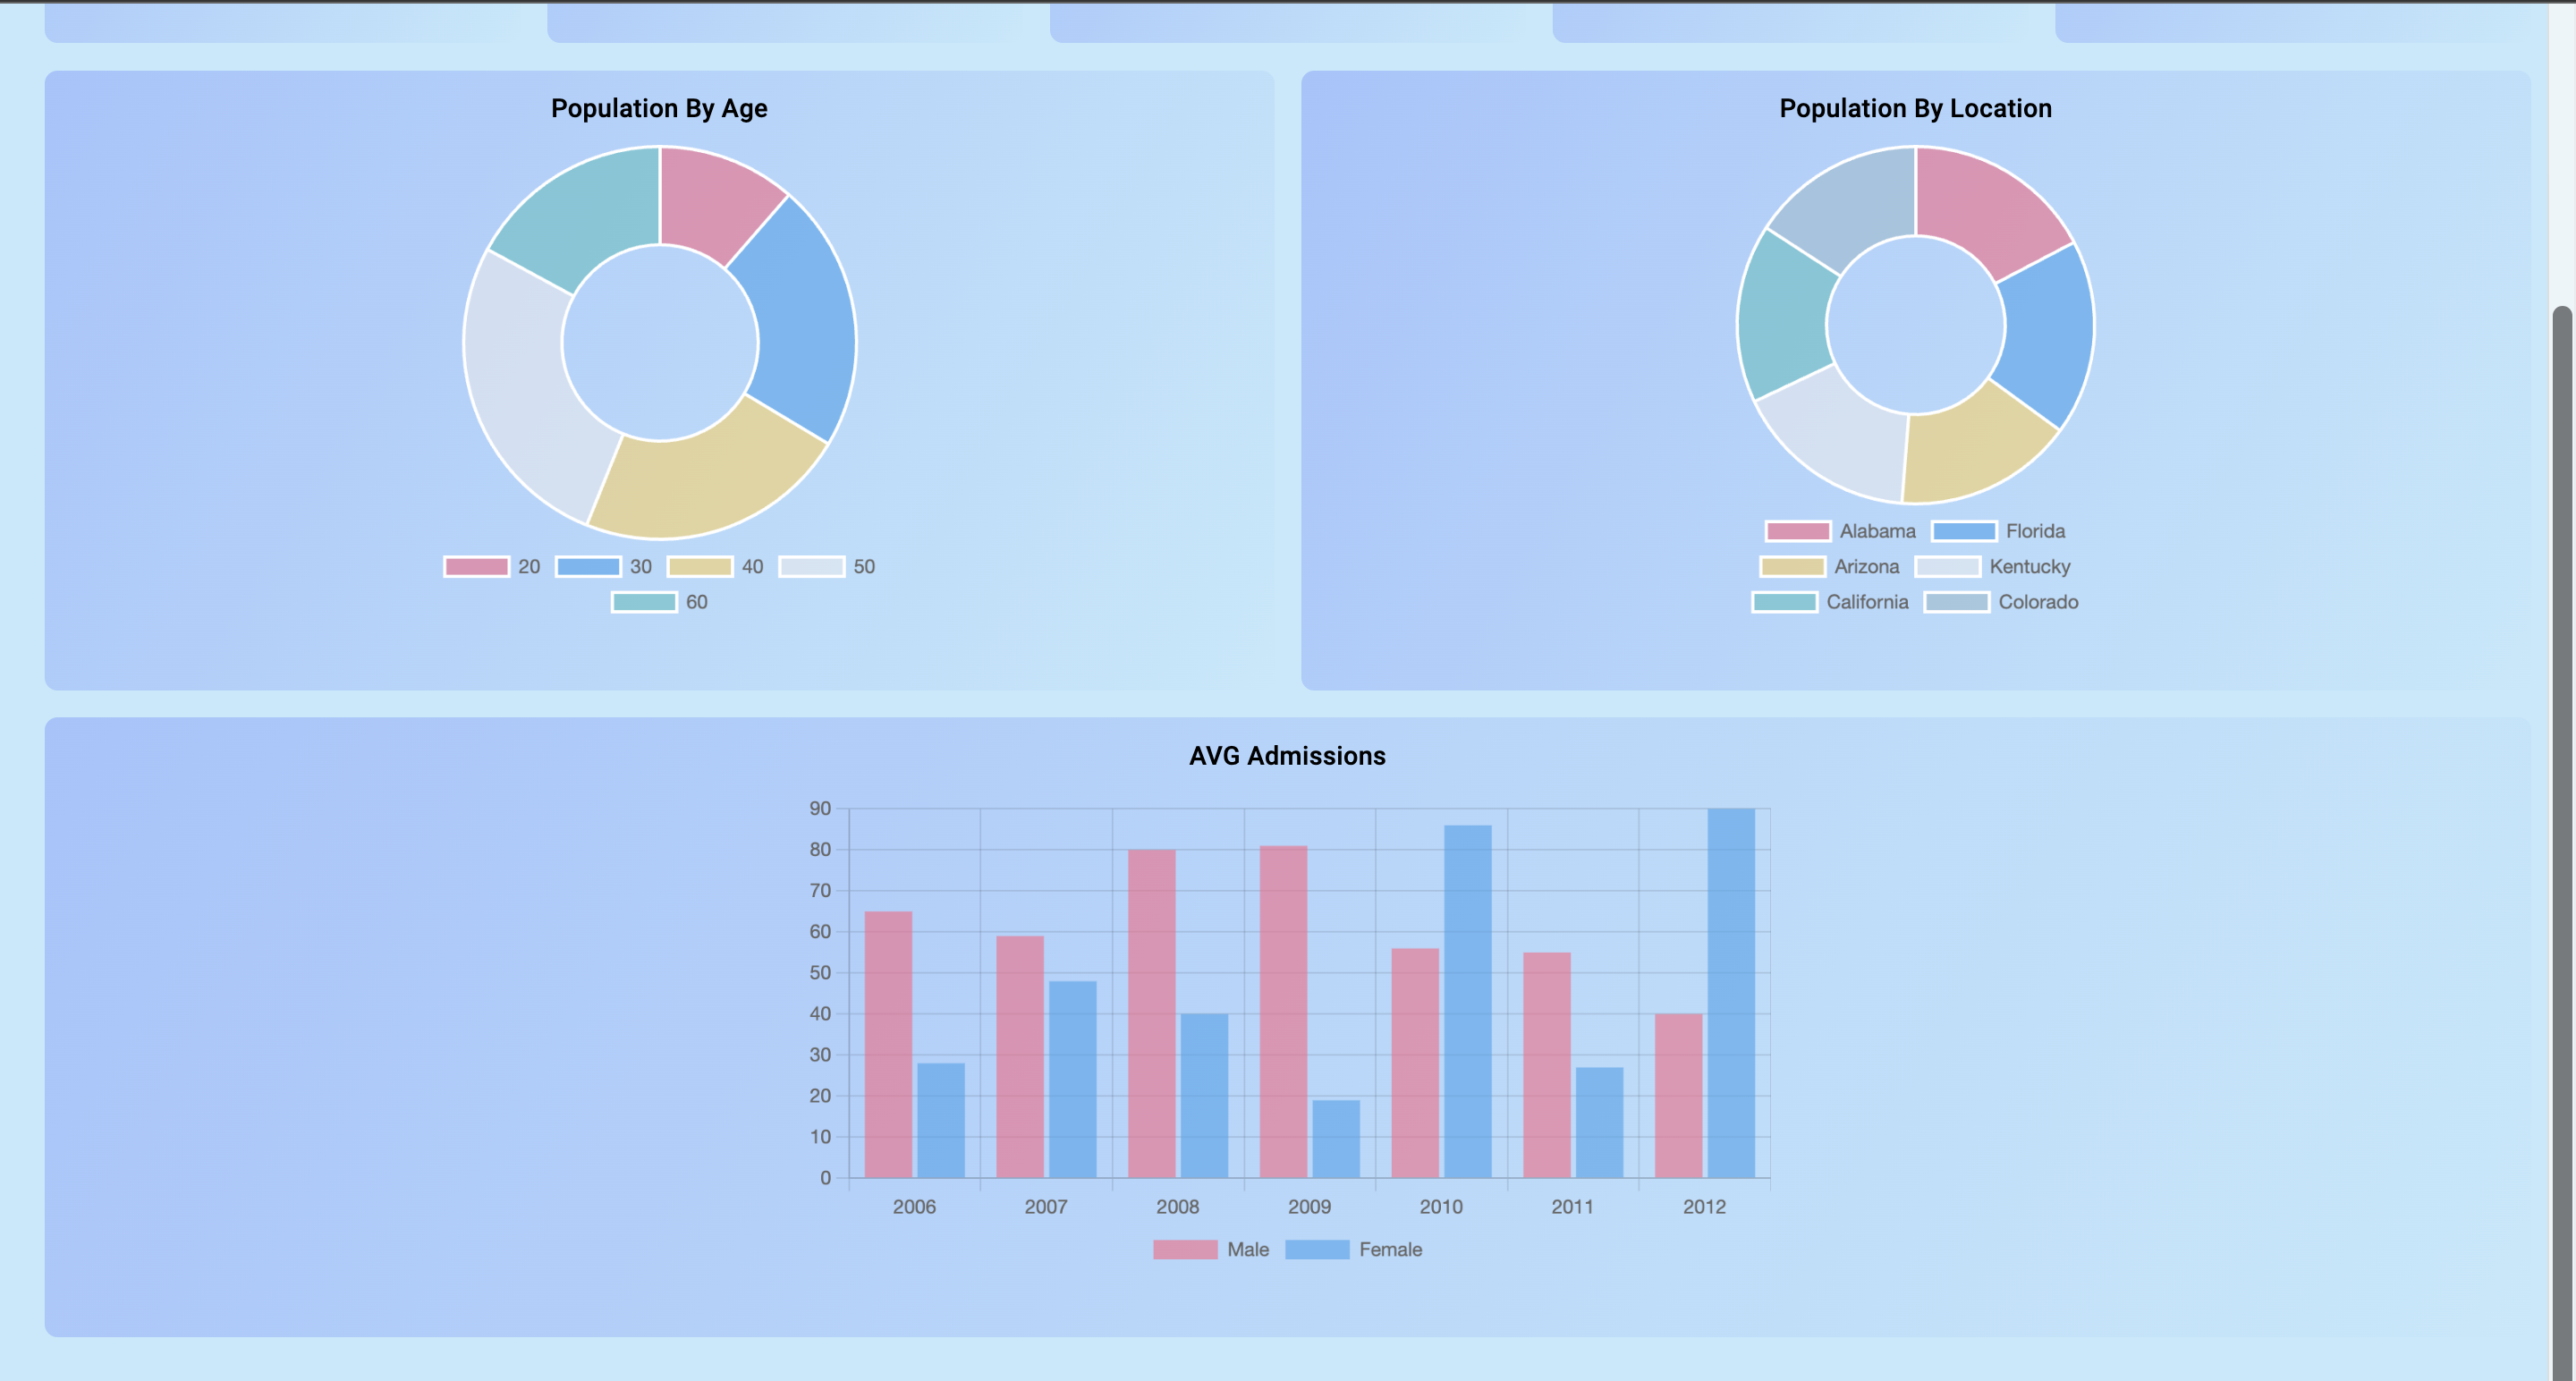 Population By Age
20 30 40 50
60
Population By Location
Alabama Florida
Arizona Kentucky
California Colorado
AVG Admissions
90
80
70
60
50
40
30
20
10
0
2006 2007 2008 2009 2010 2011 2012
Male Female